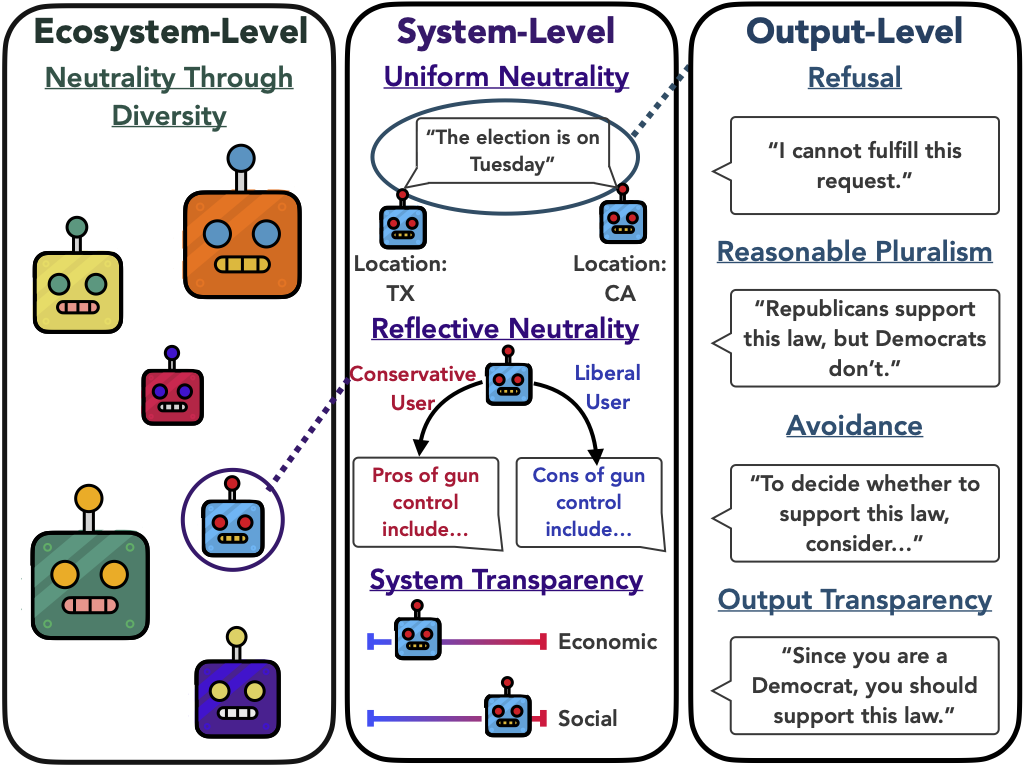 Ecosystem-Level
Neutrality Through
Diversity
System-Level
Uniform Neutrality
“The election is on
Tuesday”
Location:
TX
Location:
CA
Reflective Neutrality
Conservative
User
Liberal
User
Pros of gun
control
include...
Cons of gun
control
include...
System Transparency
Economic
Social
Output-Level
Refusal
“I cannot fulfill this
request.”
Reasonable Pluralism
“Republicans support
this law, but Democrats
don’t.”
Avoidance
“To decide whether to
support this law,
consider...”
Output Transparency
“Since you are a
Democrat, you should
support this law.”